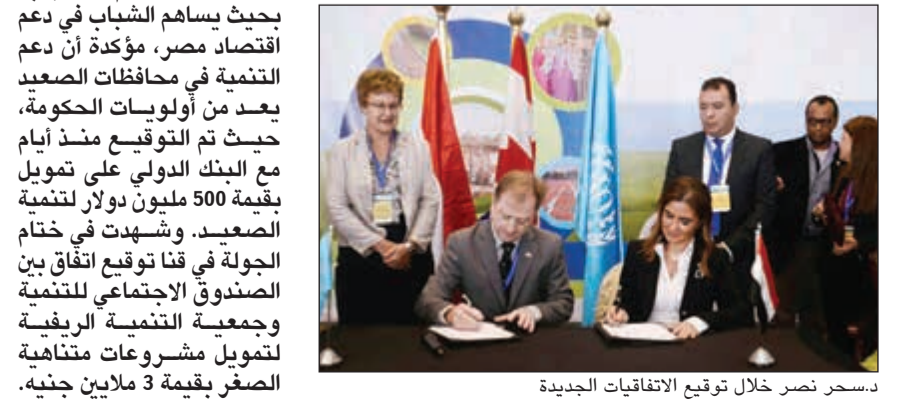 بحيث يساهم الشباب في دعم
اقتصاد مصر، مؤكدة أن دعم
التنمية في محافظات الصعيد
يعد من أولويات الحكومة،
حيث تم التوقيع منذ أيام
مع البنك الدولي على تمويل
بقيمة 500 مليون دولار لتنمية
الصعيد. وشهدت في ختام
الجولة في قنا توقيع اتفاق بين
الصندوق الاجتماعي للتنمية
وجمعية التنمية الريفية
لتمويل مشروعات متناهية
الصغر بقيمة 3 ملايين جنيه.
د.سحر نصر خلال توقيع الاتفاقيات الجديدة